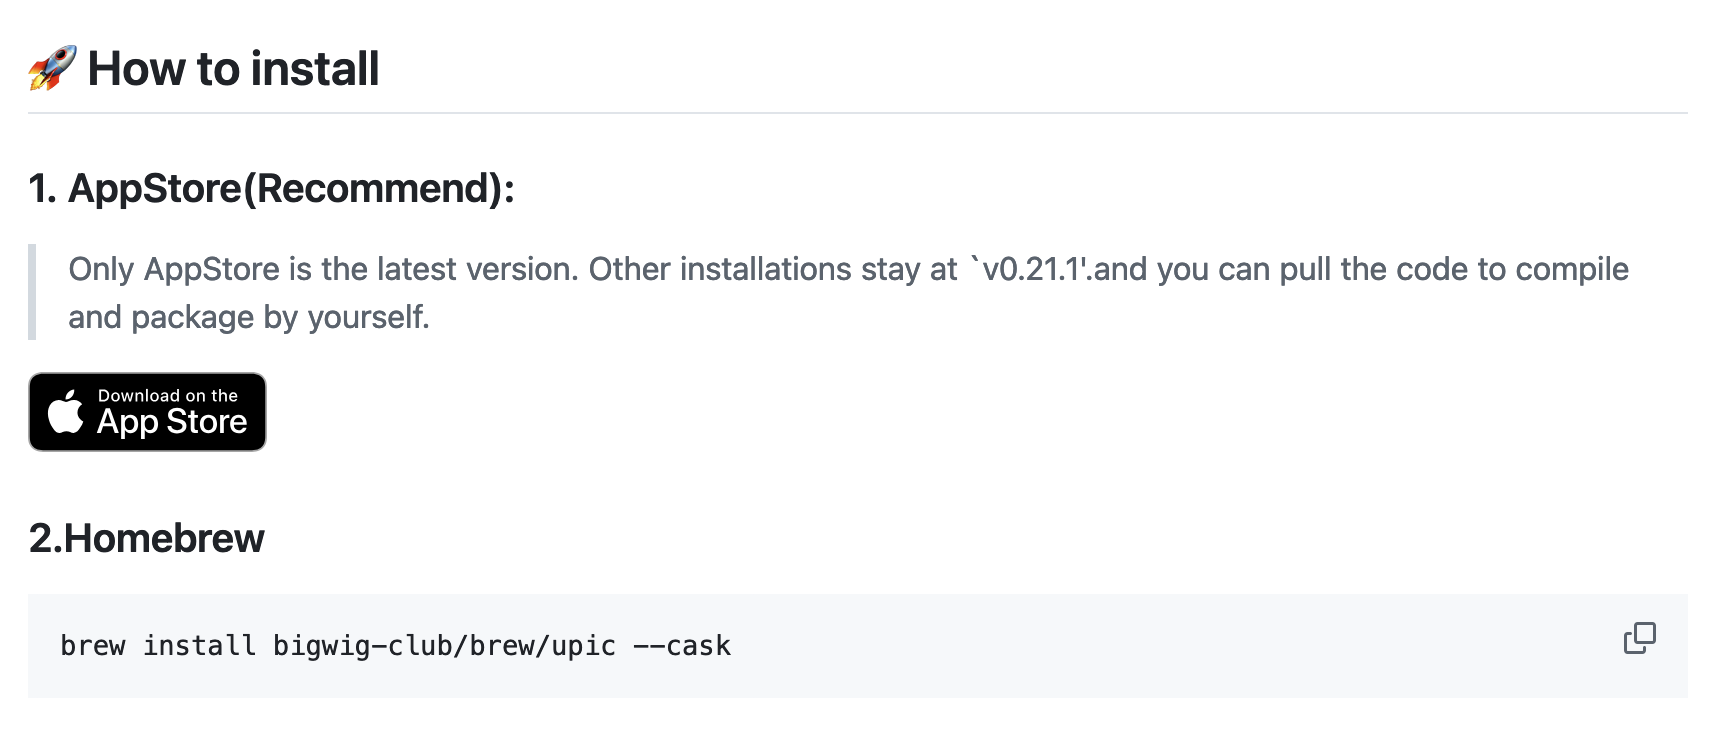 🚀 How to install
1. AppStore(Recommend):
Only AppStore is the latest version. Other installations stay at `v0.21.1'.and you can pull the code to compile
and package by yourself.
Download on the
App Store
2.Homebrew
brew install bigwig-club/brew/upic --cask